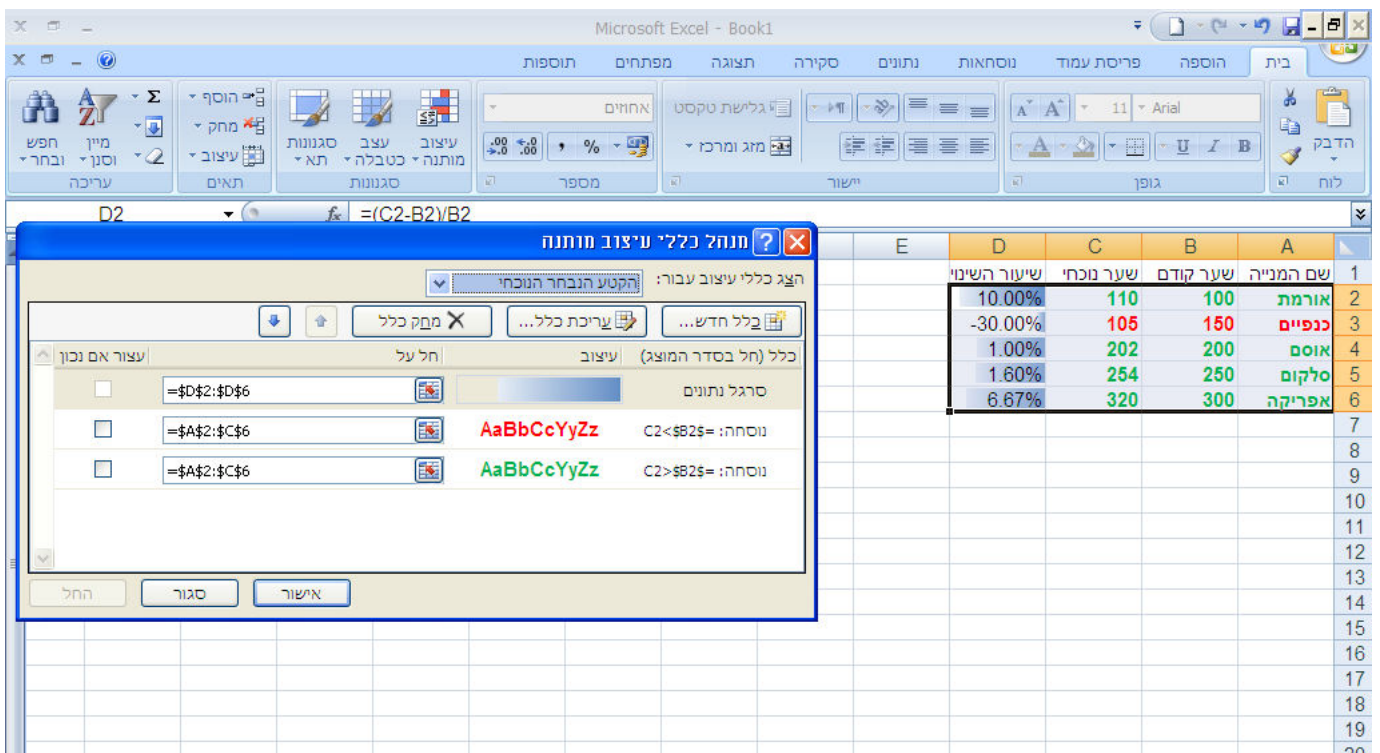 Microsoft Excel - Book1
בית הוספה פריסת עמוד נוסחאות נתונים סקירה תצוגה מפתחים תוספות
Arial 11 גלישת טקסט אחוזים
הדבק B I U A מזג ומרכז % עיצוב מותנה עצב כטבלה סגנונות תא הוסף מחק עיצוב Σ מיין וסנן חפש ובחר
לוח גופן יישור מספר סגנונות תאים עריכה
D2 fx =(C2-B2)/B2
A B C D E
1 שם המנייה שער קודם שער נוכחי שיעור השינוי
2 אורמת 100 110 10.00%
3 כנפיים 150 105 -30.00%
4 אוסם 200 202 1.00%
5 סלקום 250 254 1.60%
6 אפריקה 300 320 6.67%
7
8
9
10
11
12
13
14
15
16
17
18
19
מנהל כללי עיצוב מותנה
הצג כללי עיצוב עבור: הקטע הנבחר הנוכחי
כלל חדש... עריכת כלל... מחק כלל
כלל (חל בסדר המוצג) עיצוב חל על עצור אם נכון
סרגל נתונים =$D$2:$D$6
נוסחה: =$C2<$B2 AaBbCcYyZz =$A$2:$C$6
נוסחה: =$C2>$B2 AaBbCcYyZz =$A$2:$C$6
אישור סגור החל